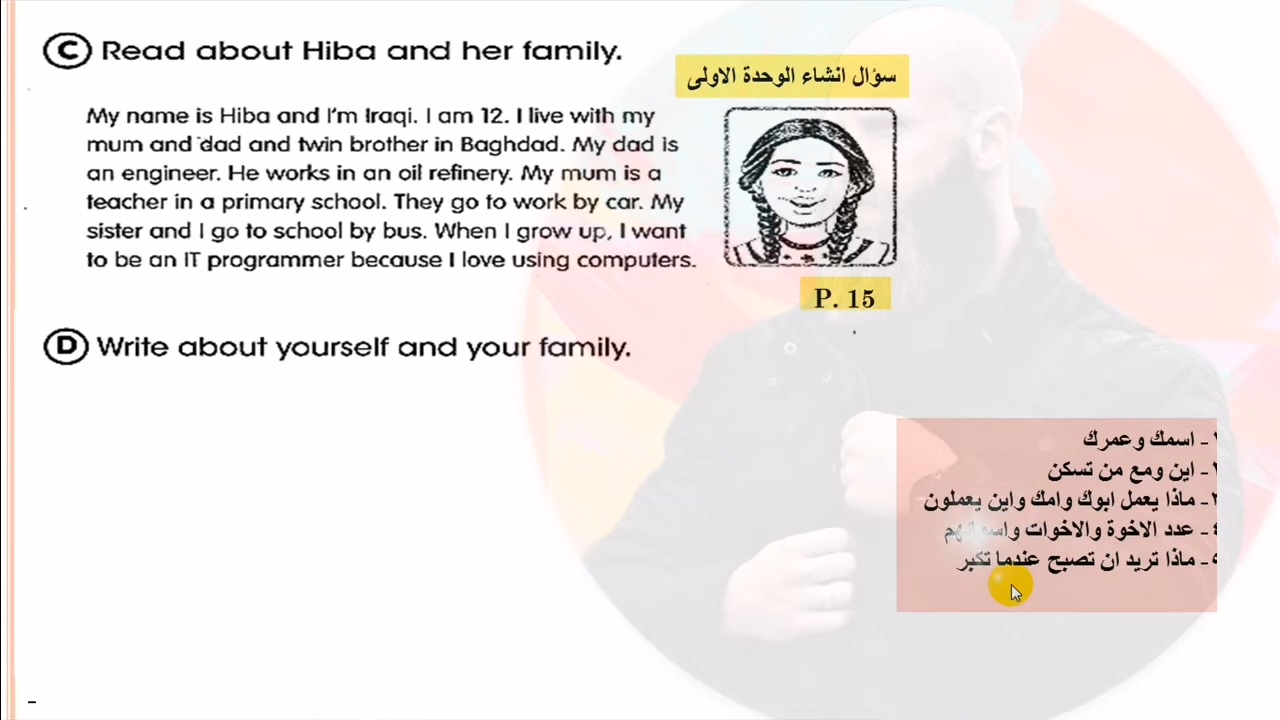 C Read about Hiba and her family.
سؤال انشاء الوحدة الاولى
My name is Hiba and I'm Iraqi. I am 12. I live with my
mum and dad and twin brother in Baghdad. My dad is
an engineer. He works in an oil refinery. My mum is a
teacher in a primary school. They go to work by car. My
sister and I go to school by bus. When I grow up, I want
to be an IT programmer because I love using computers.
P. 15
D Write about yourself and your family.
١- اسمك وعمرك
٢- اين ومع من تسكن
٣- ماذا يعمل ابوك وامك واين يعملون
٤- عدد الاخوة والاخوات واسمائهم
٥- ماذا تريد ان تصبح عندما تكبر